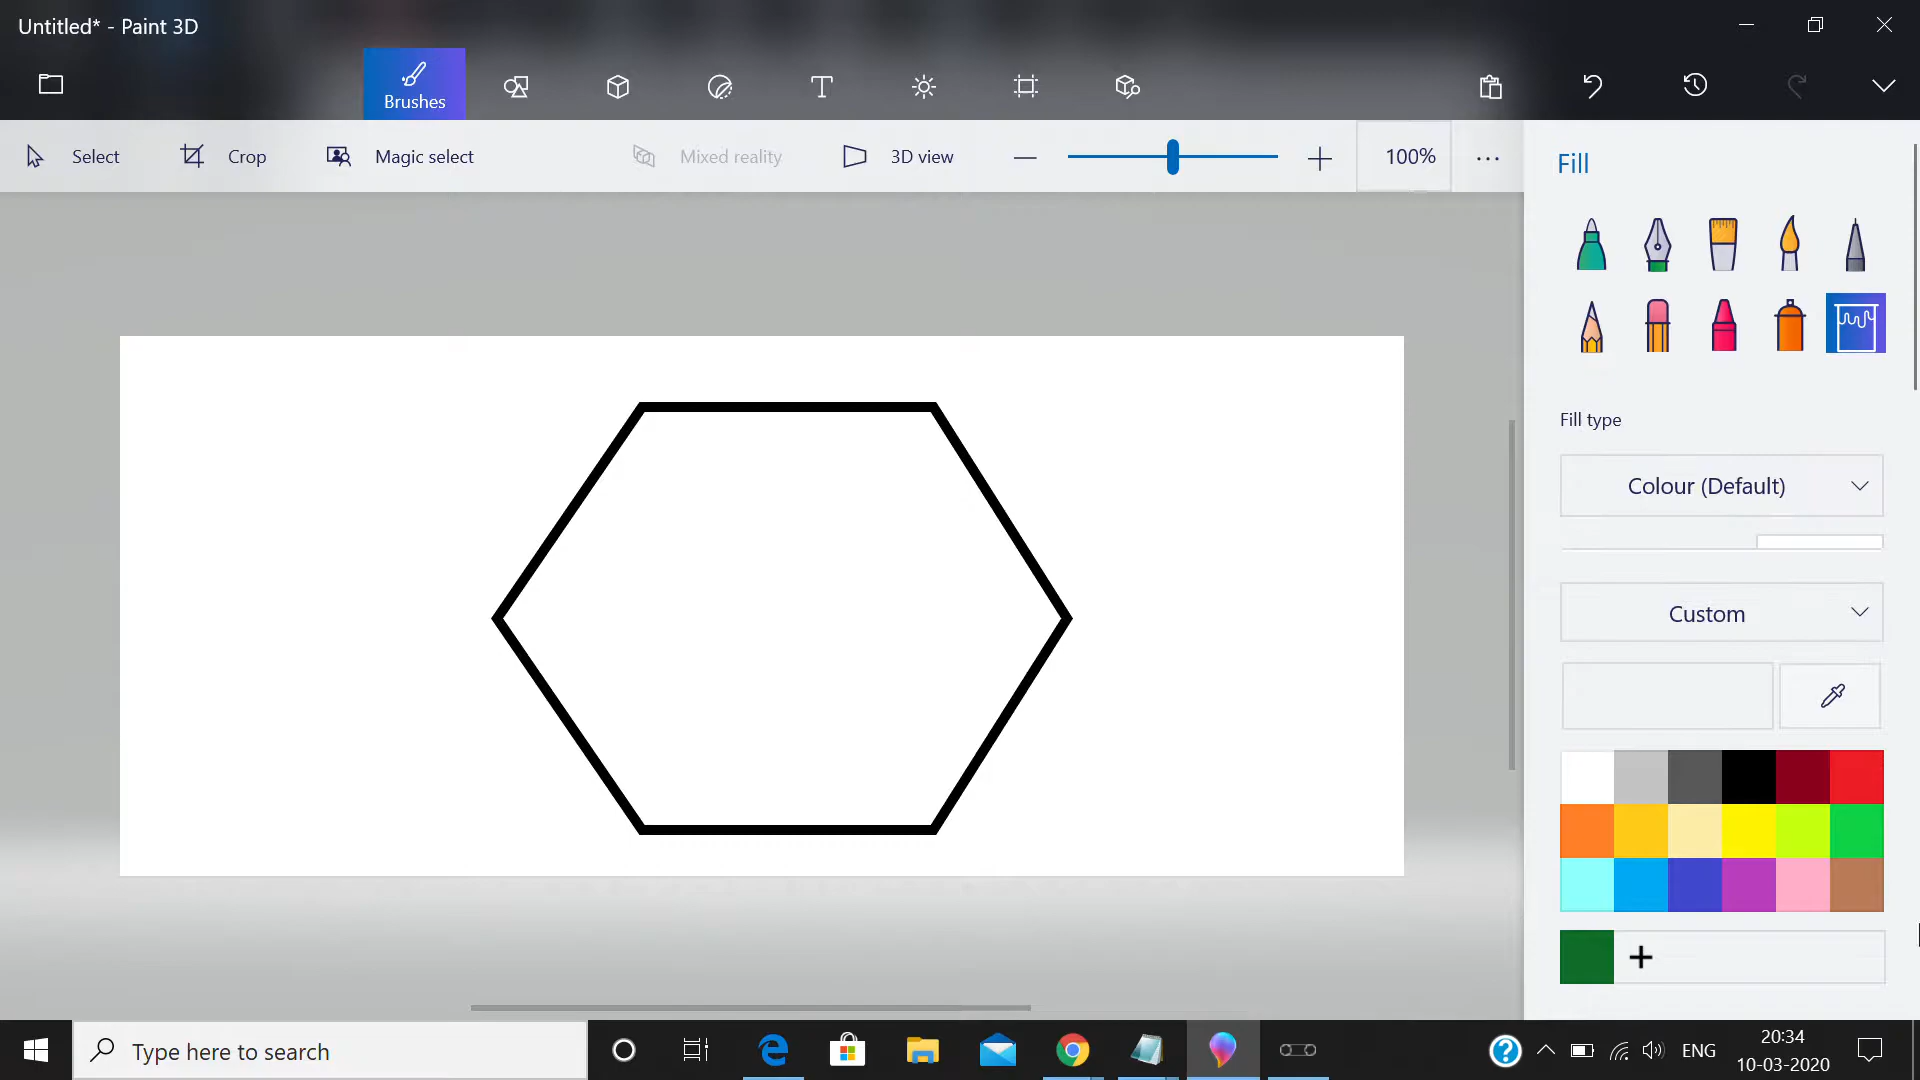 Untitled* - Paint 3D
Brushes
T
Select
Crop
Magic select
Mixed reality
3D view
100%
Fill
Fill type
Colour (Default)
Custom
Type here to search
ENG
20:34
10-03-2020